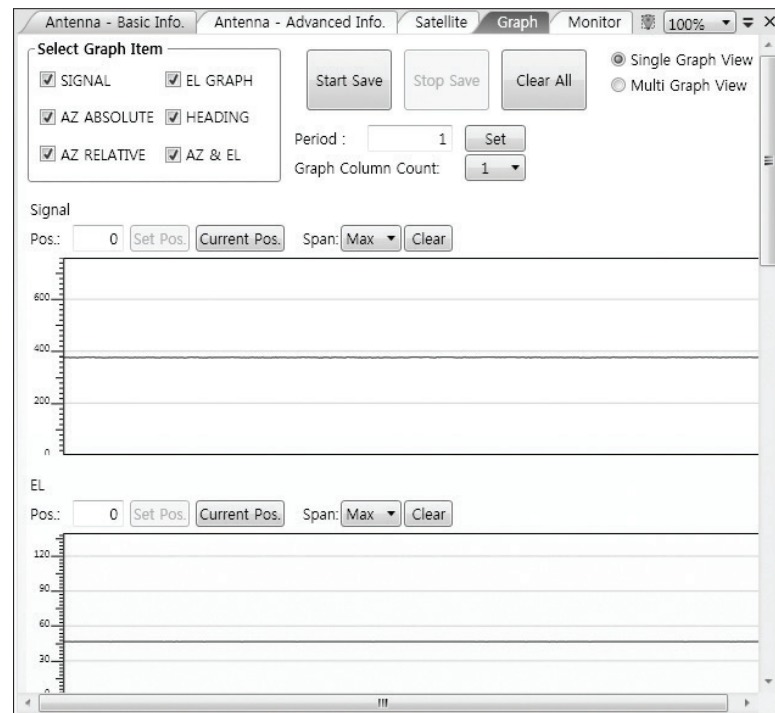 Antenna - Basic Info. Antenna - Advanced Info. Satellite Graph Monitor 100%
Select Graph Item
SIGNAL EL GRAPH
AZ ABSOLUTE HEADING
AZ RELATIVE AZ & EL
Start Save Stop Save Clear All
Single Graph View
Multi Graph View
Period : 1 Set
Graph Column Count: 1
Signal
Pos.: 0 Set Pos. Current Pos. Span: Max Clear
600
400
200
0
EL
Pos.: 0 Set Pos. Current Pos. Span: Max Clear
120
90
60
30
0